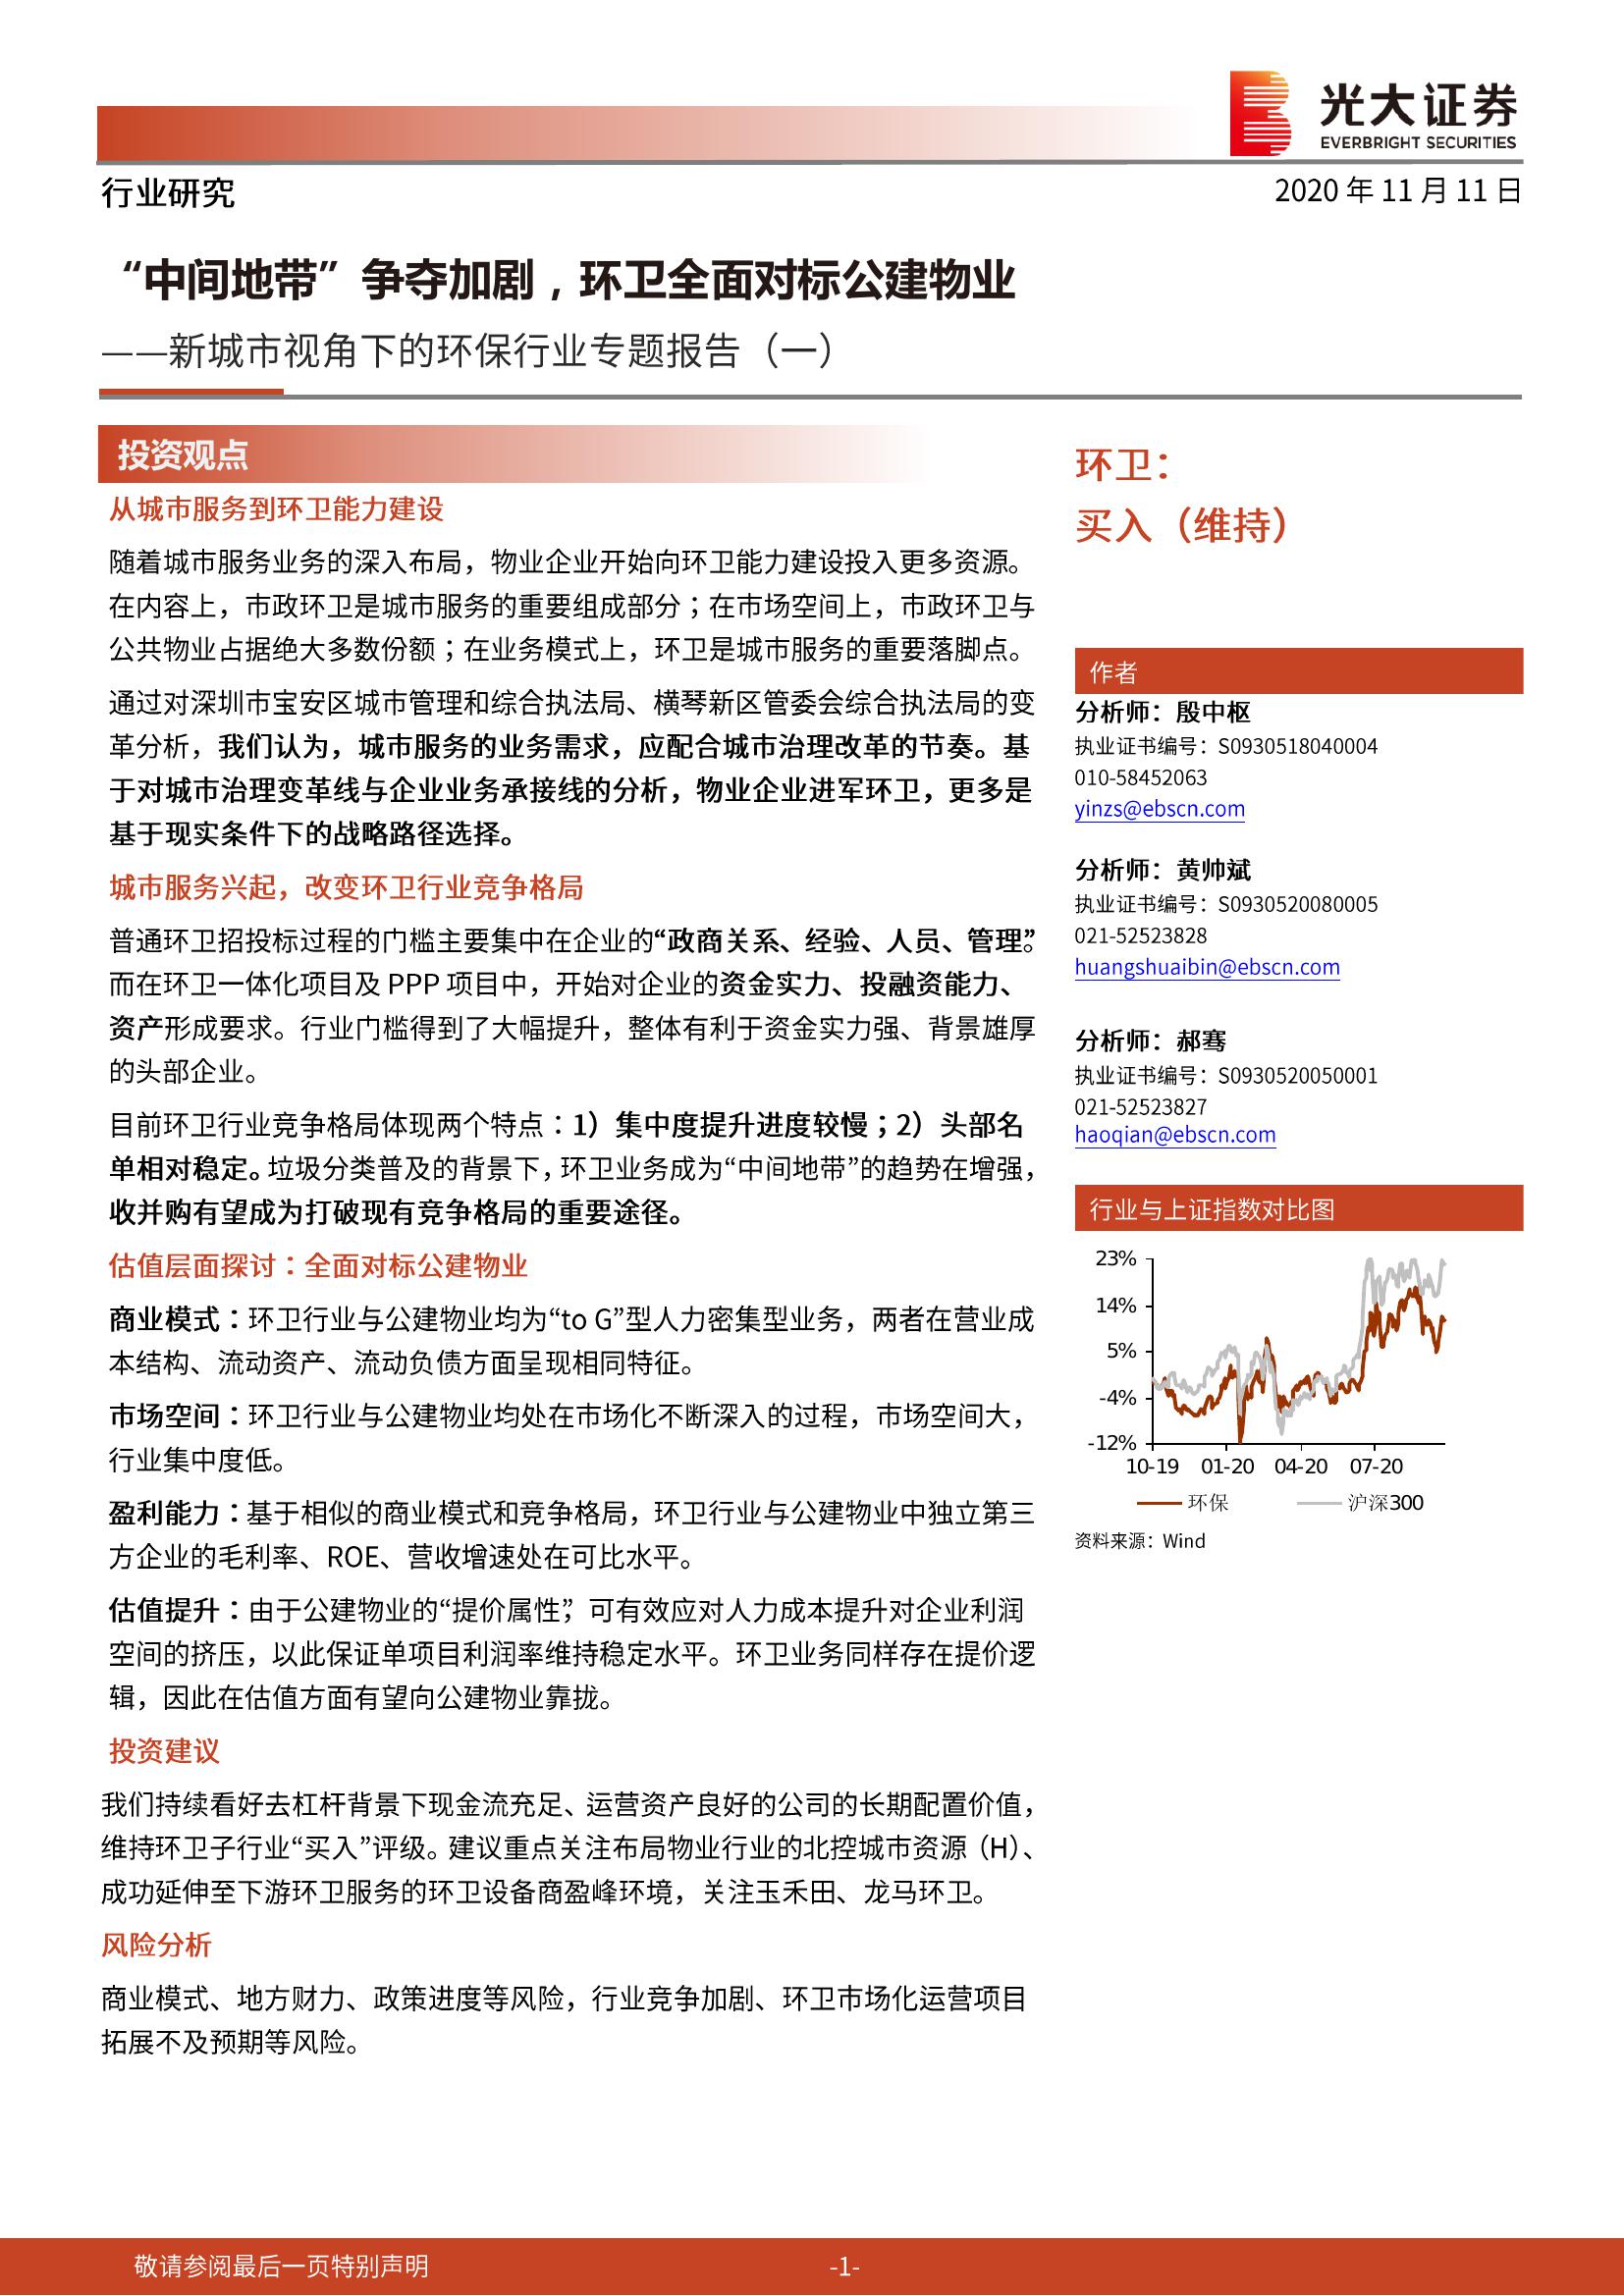 光大证券
EVERBRIGHT SECURITIES
行业研究
2020 年 11 月 11 日
“中间地带”争夺加剧，环卫全面对标公建物业
——新城市视角下的环保行业专题报告（一）
投资观点
从城市服务到环卫能力建设
随着城市服务业务的深入布局，物业企业开始向环卫能力建设投入更多资源。
在内容上，市政环卫是城市服务的重要组成部分；在市场空间上，市政环卫与
公共物业占据绝大多数份额；在业务模式上，环卫是城市服务的重要落脚点。
通过对深圳市宝安区城市管理和综合执法局、横琴新区管委会综合执法局的变
革分析，我们认为，城市服务的业务需求，应配合城市治理改革的节奏。基
于对城市治理变革线与企业业务承接线的分析，物业企业进军环卫，更多是
基于现实条件下的战略路径选择。
城市服务兴起，改变环卫行业竞争格局
普通环卫招投标过程的门槛主要集中在企业的“政商关系、经验、人员、管理”。
而在环卫一体化项目及 PPP 项目中，开始对企业的资金实力、投融资能力、
资产形成要求。行业门槛得到了大幅提升，整体有利于资金实力强、背景雄厚
的头部企业。
目前环卫行业竞争格局体现两个特点：1）集中度提升进度较慢；2）头部名
单相对稳定。垃圾分类普及的背景下，环卫业务成为“中间地带”的趋势在增强，
收并购有望成为打破现有竞争格局的重要途径。
估值层面探讨：全面对标公建物业
商业模式：环卫行业与公建物业均为“to G”型人力密集型业务，两者在营业成
本结构、流动资产、流动负债方面呈现相同特征。
市场空间：环卫行业与公建物业均处在市场化不断深入的过程，市场空间大，
行业集中度低。
盈利能力：基于相似的商业模式和竞争格局，环卫行业与公建物业中独立第三
方企业的毛利率、ROE、营收增速处在可比水平。
估值提升：由于公建物业的“提价属性”，可有效应对人力成本提升对企业利润
空间的挤压，以此保证单项目利润率维持稳定水平。环卫业务同样存在提价逻
辑，因此在估值方面有望向公建物业靠拢。
投资建议
我们持续看好去杠杆背景下现金流充足、运营资产良好的公司的长期配置价值，
维持环卫子行业“买入”评级。建议重点关注布局物业行业的北控城市资源（H）、
成功延伸至下游环卫服务的环卫设备商盈峰环境，关注玉禾田、龙马环卫。
风险分析
商业模式、地方财力、政策进度等风险，行业竞争加剧、环卫市场化运营项目
拓展不及预期等风险。
环卫：
买入（维持）
作者
分析师：殷中枢
执业证书编号：S0930518040004
010-58452063
yinzs@ebscn.com
分析师：黄帅斌
执业证书编号：S0930520080005
021-52523828
huangshuaibin@ebscn.com
分析师：郝骞
执业证书编号：S0930520050001
021-52523827
haoqian@ebscn.com
行业与上证指数对比图
23%
14%
5%
-4%
-12%
10-19 01-20 04-20 07-20
环保 沪深300
资料来源：Wind
敬请参阅最后一页特别声明
-1-